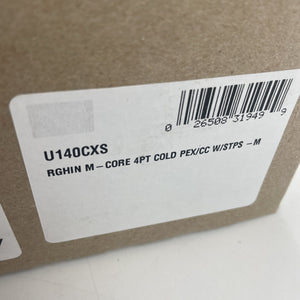 0 26508 31949 9
U140CXS
RGHIN M-CORE 4PT COLD PEX/CC W/STPS -M